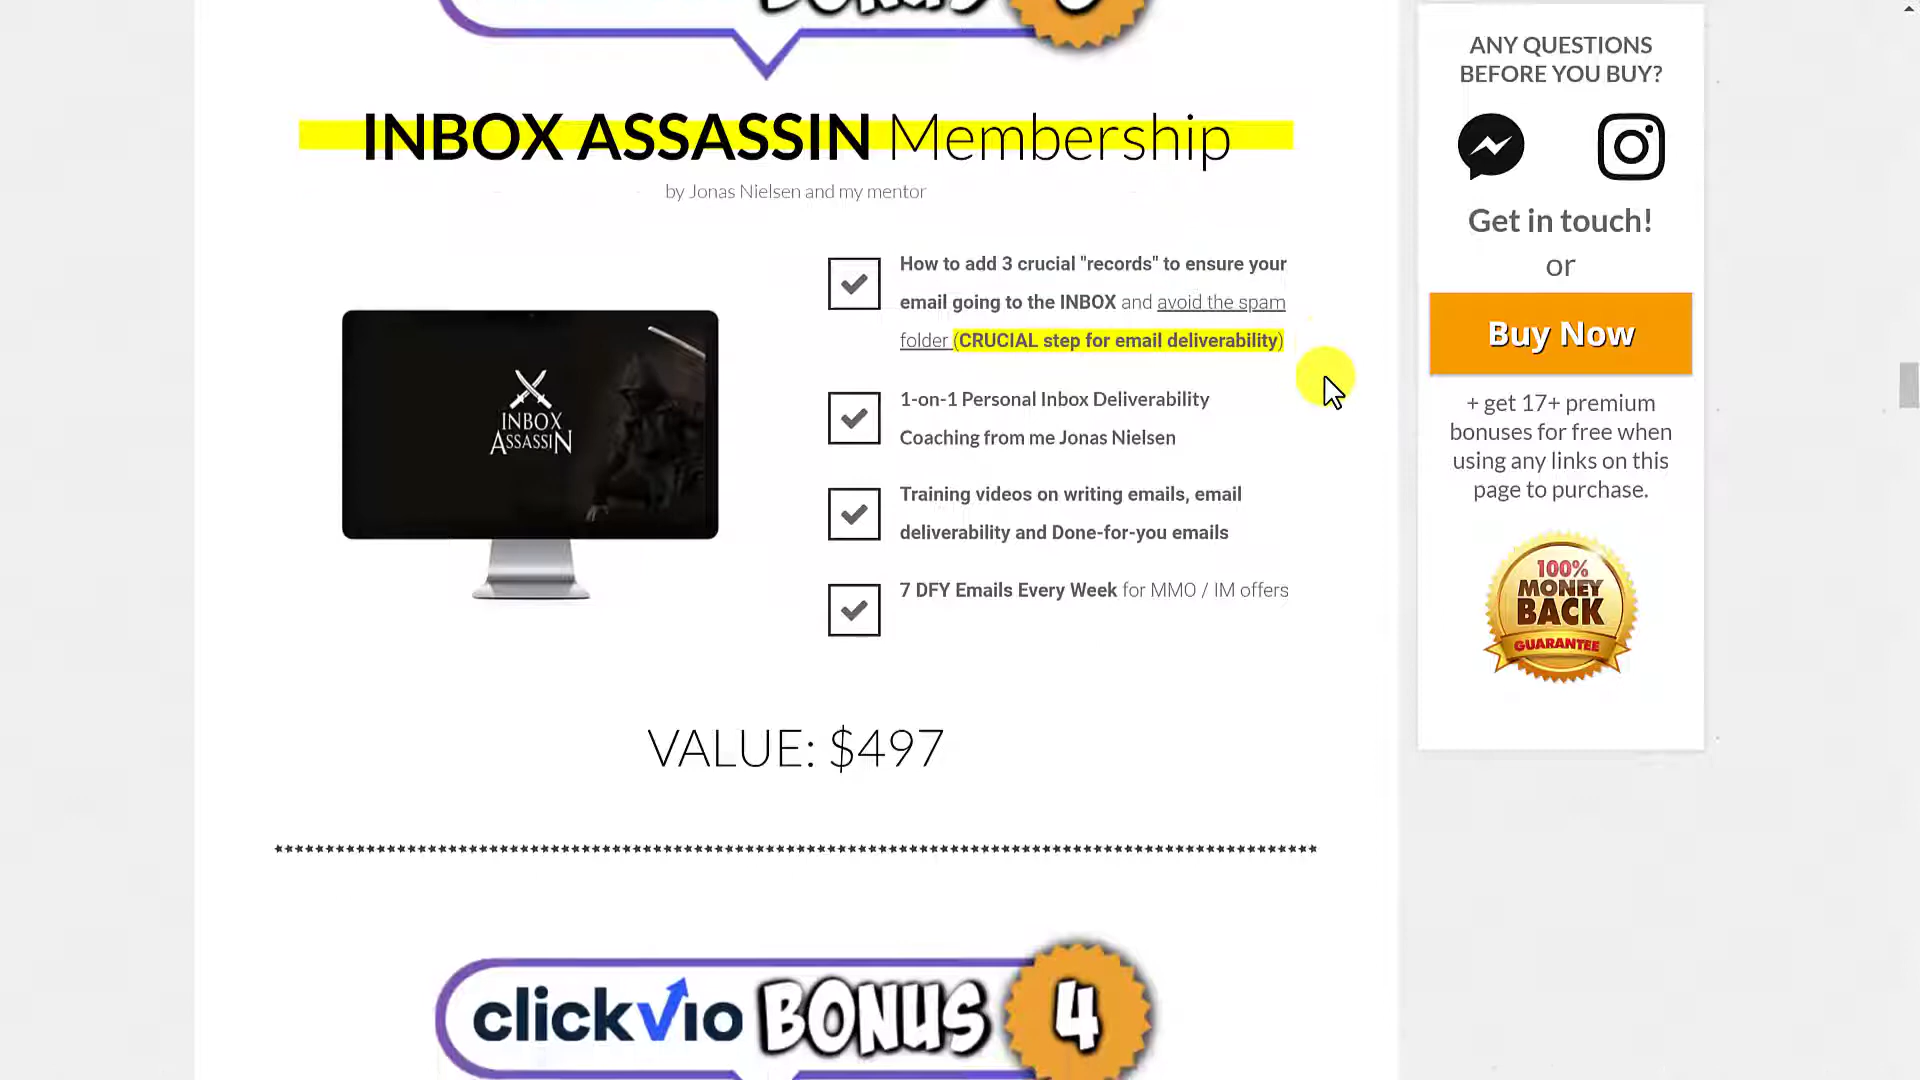 BONUS
INBOX ASSASSIN Membership
by Jonas Nielsen and my mentor
INBOX
ASSASSIN
How to add 3 crucial "records" to ensure your
email going to the INBOX and avoid the spam
folder (CRUCIAL step for email deliverability)
1-on-1 Personal Inbox Deliverability
Coaching from me Jonas Nielsen
Training videos on writing emails, email
deliverability and Done-for-you emails
7 DFY Emails Every Week for MMO / IM offers
VALUE: $497
clickvio BONUS 4
ANY QUESTIONS
BEFORE YOU BUY?
Get in touch!
or
Buy Now
+ get 17+ premium
bonuses for free when
using any links on this
page to purchase.
100%
MONEY
BACK
GUARANTEE